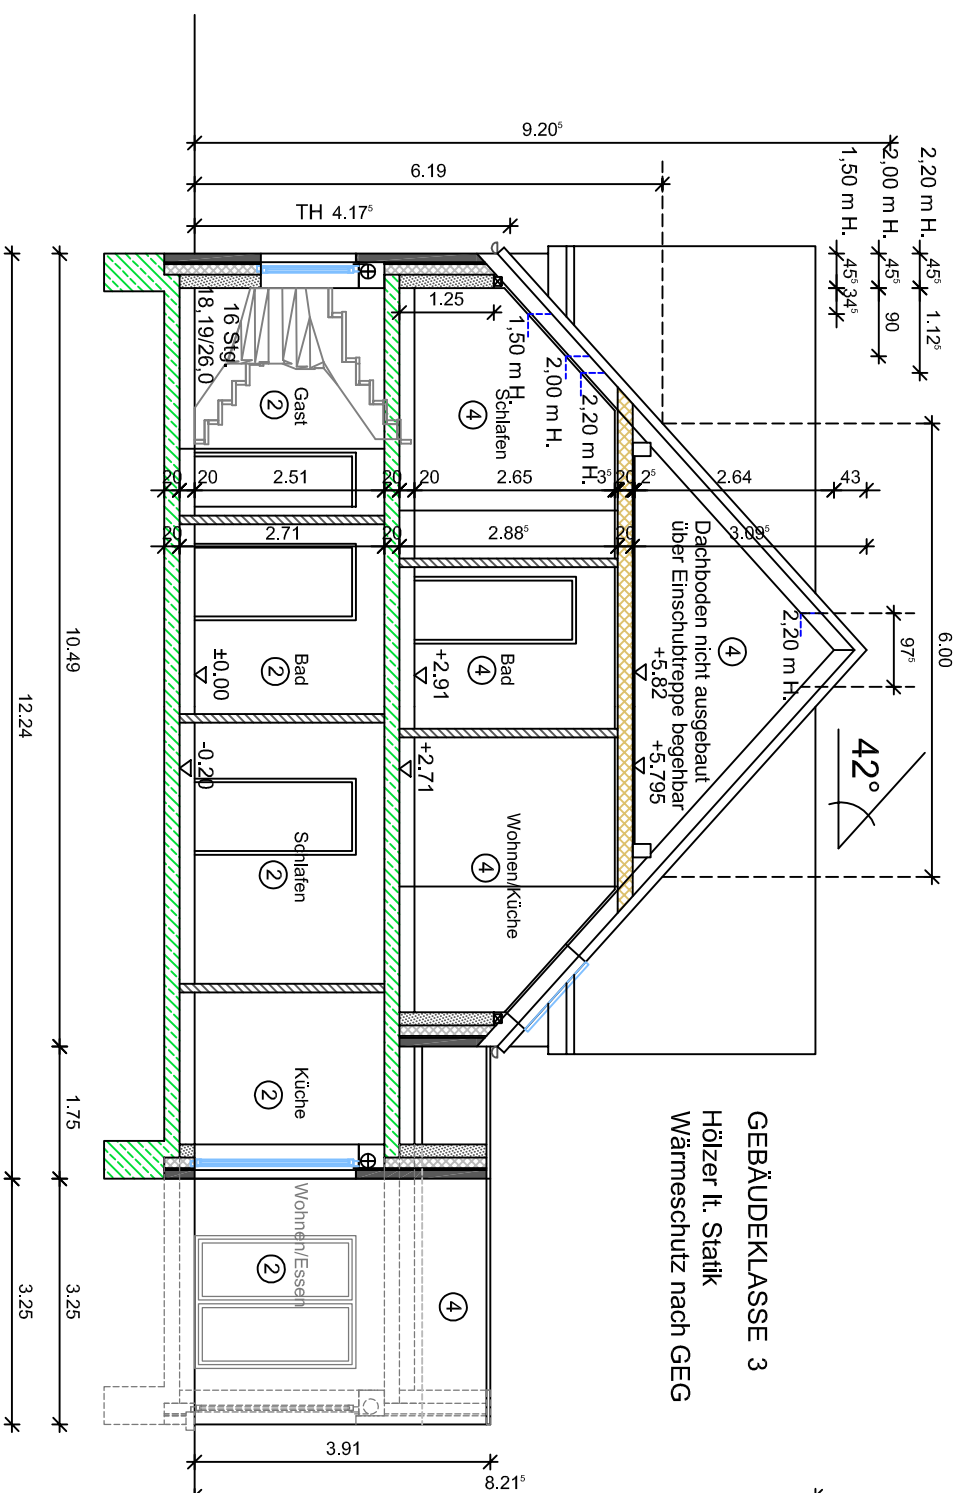 9.20⁵
6.19
TH 4.17⁵
2,20 m H.
2,00 m H.
1,50 m H.
45⁵
1.12⁵
45⁵
90
45⁵
34⁵
6.00
97⁵
42°
1.25
1,50 m H.
2,00 m H.
2,20 m H.
2,20 m H.
16 Stg.
18,19/26,0
Gast
2
Schlafen
4
20
20
2.51
20
20
2.65
3⁵
20
2⁵
2.64
43
20
2.71
20
2.88⁵
20
3.09⁵
Dachboden nicht ausgebaut
über Einschubtreppe begehbar
4
+5.82
+5.795
Bad
2
±0.00
Bad
4
+2.91
+2.71
-0.20
Schlafen
2
Wohnen/Küche
4
Küche
2
Wohnen/Essen
2
4
10.49
1.75
3.25
12.24
3.25
3.91
8.21⁵
GEBÄUDEKLASSE 3
Hölzer lt. Statik
Wärmeschutz nach GEG